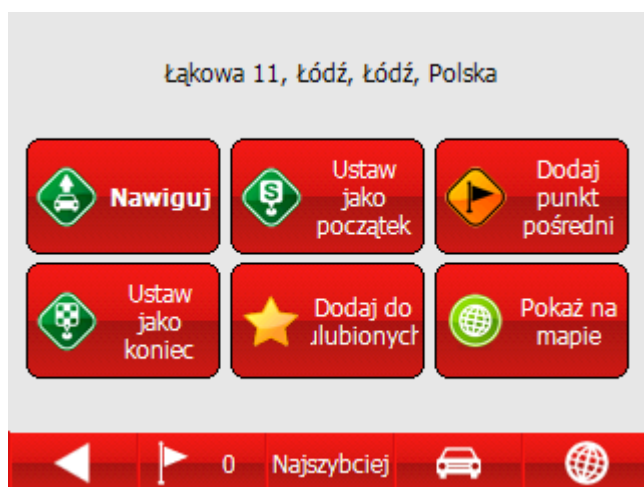 Łąkowa 11, Łódź, Łódź, Polska
Nawiguj
Ustaw
jako
początek
Dodaj
punkt
pośredni
Ustaw
jako
koniec
Dodaj do
ulubionych
Pokaż na
mapie
0
Najszybciej